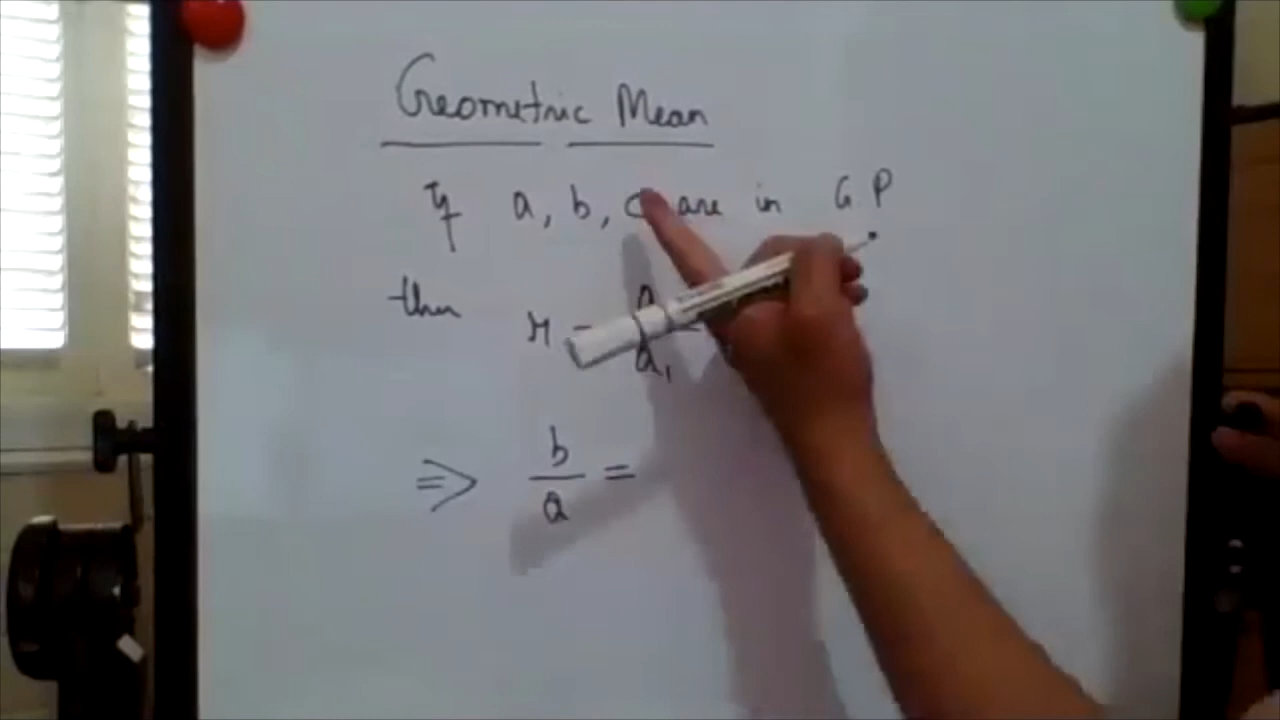 Geometric Mean
If a, b, c are in G.P
then r = a / a₁ =
⇒ b/a =